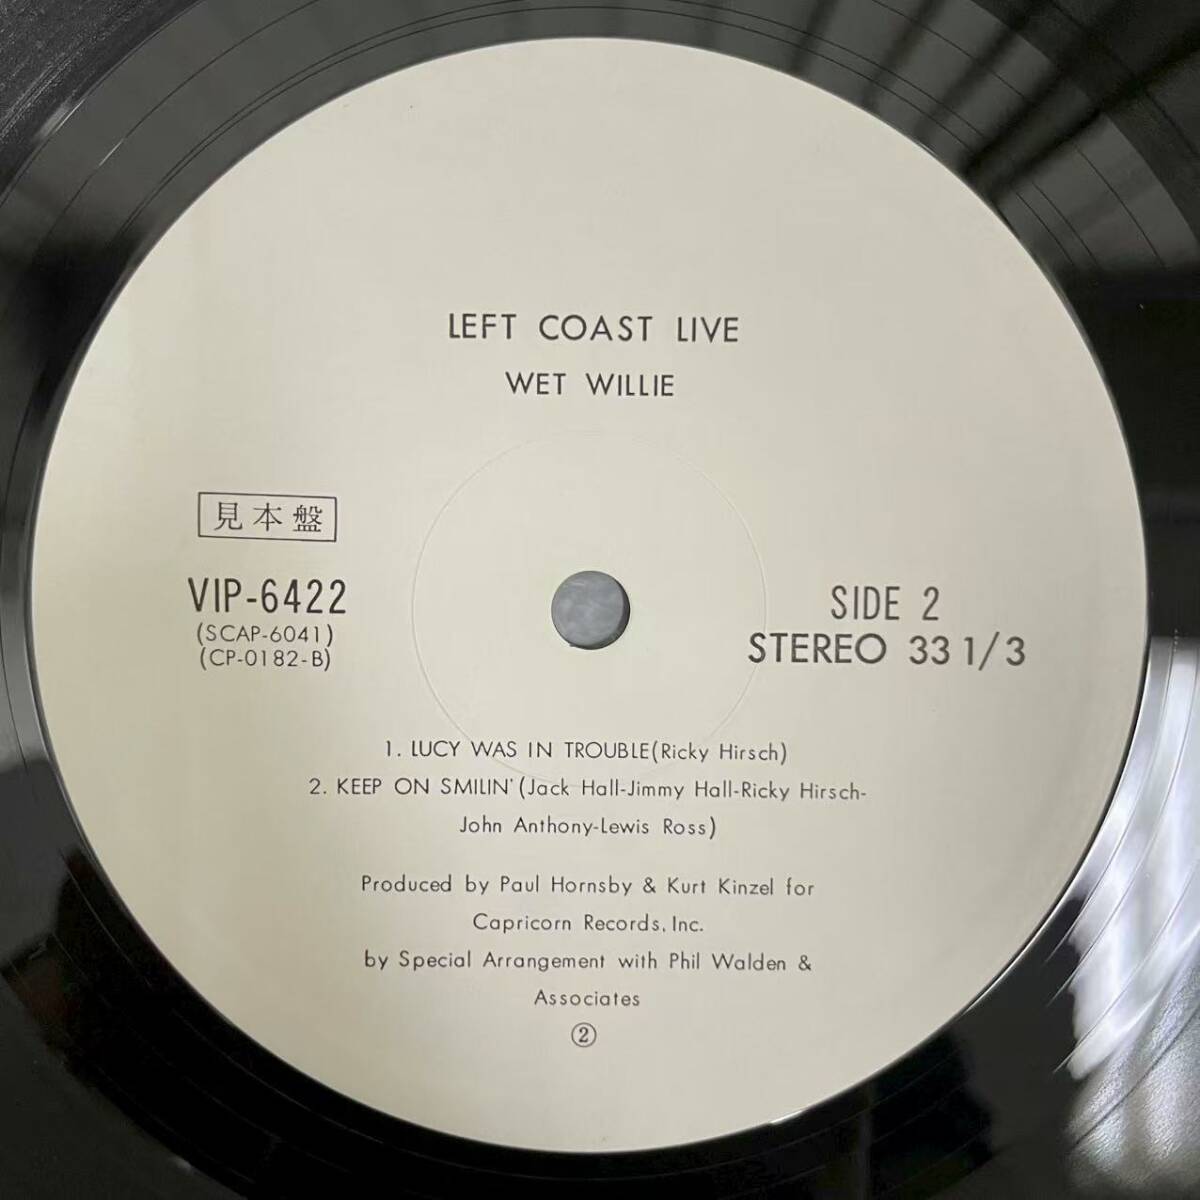 LEFT COAST LIVE
WET WILLIE
見本盤
VIP-6422
(SCAP-6041)
(CP-0182-B)
SIDE 2
STEREO 33 1/3
1. LUCY WAS IN TROUBLE(Ricky Hirsch)
2. KEEP ON SMILIN'(Jack Hall-Jimmy Hall-Ricky Hirsch-
John Anthony-Lewis Ross)
Produced by Paul Hornsby & Kurt Kinzel for
Capricorn Records, Inc.
by Special Arrangement with Phil Walden &
Associates
②